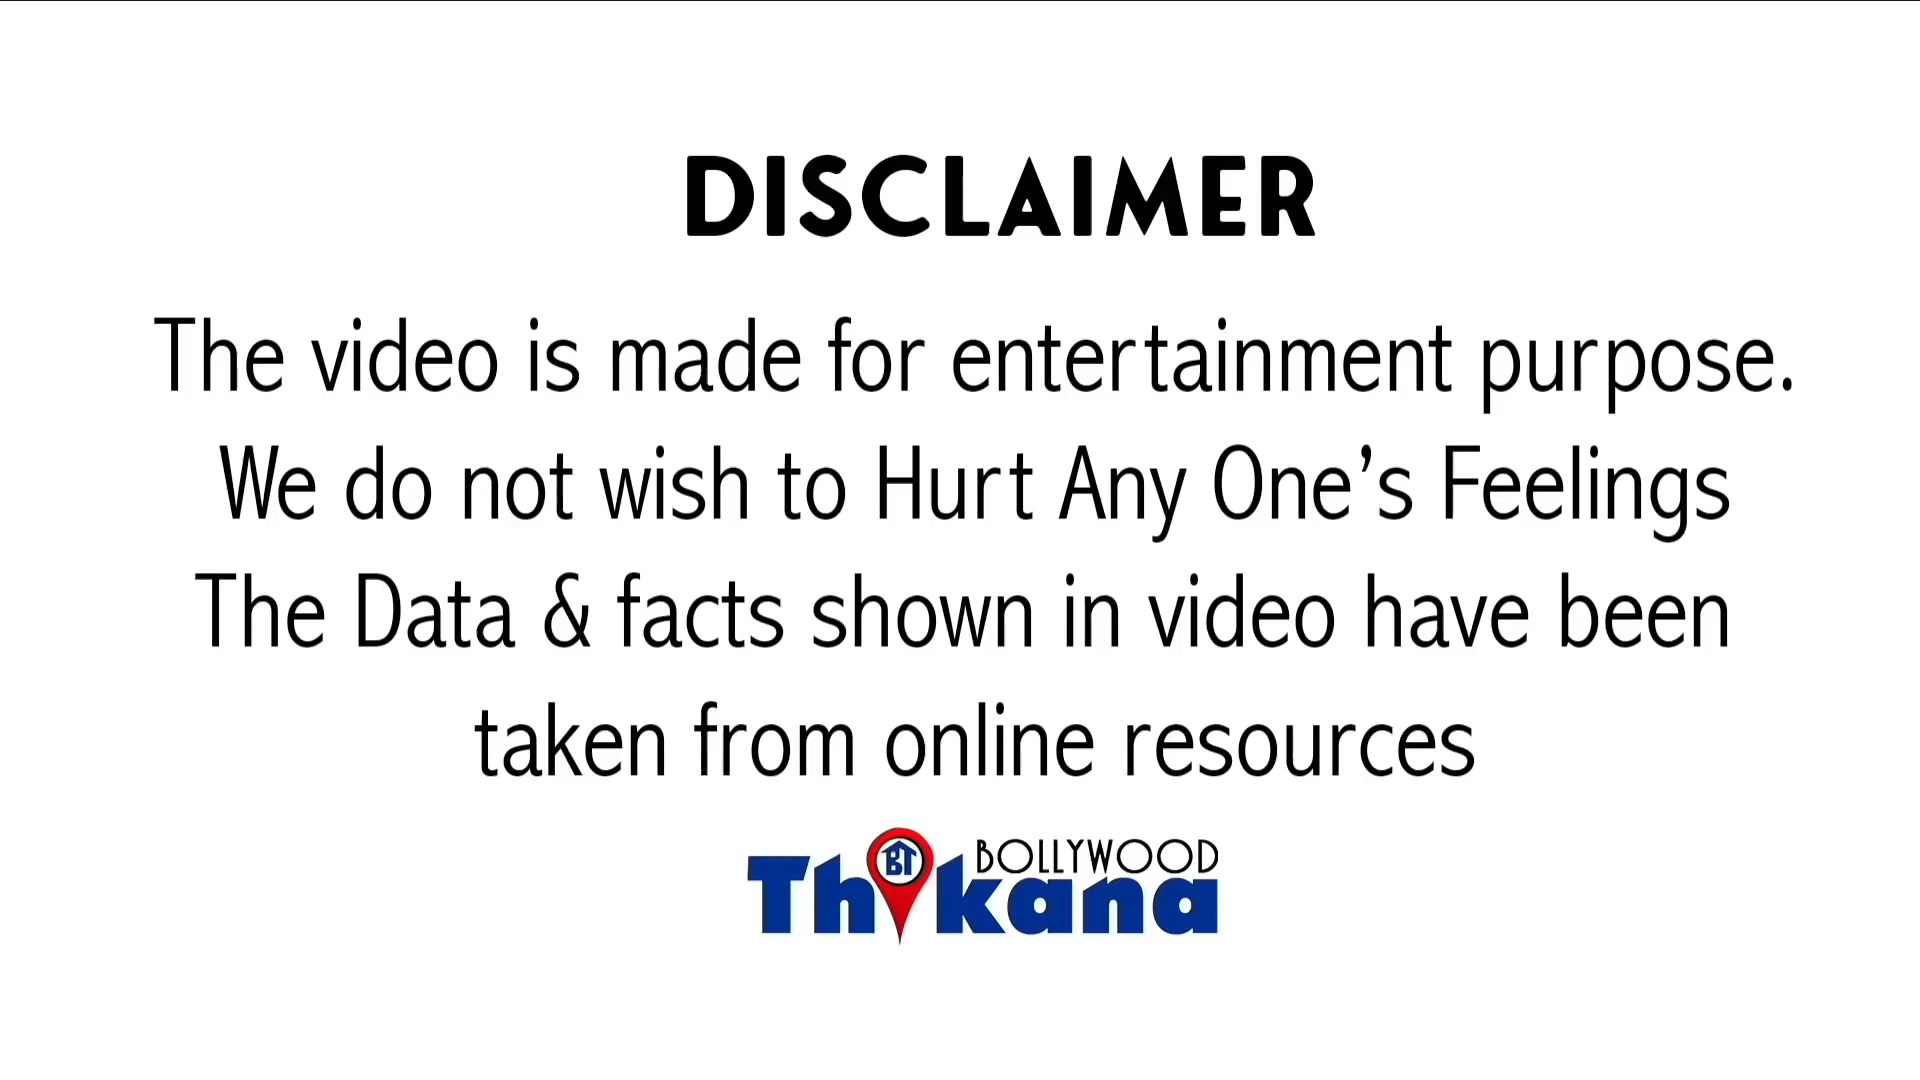 DISCLAIMER
The video is made for entertainment purpose.
We do not wish to Hurt Any One’s Feelings
The Data & facts shown in video have been
taken from online resources
BOLLYWOOD
BT
Thikana